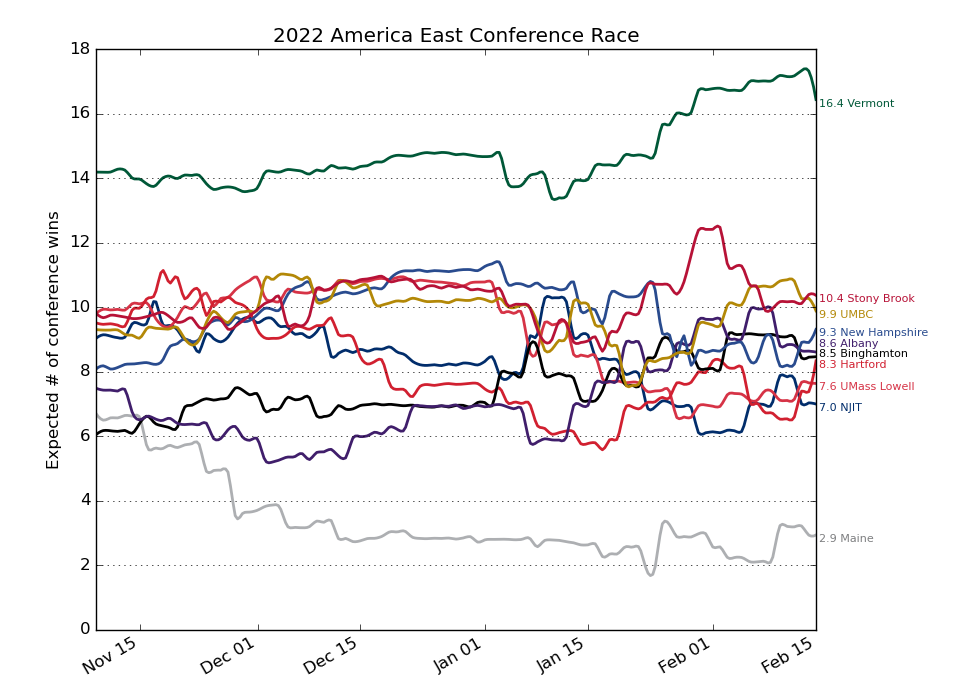 2022 America East Conference Race
Expected # of conference wins
18
16
14
12
10
8
6
4
2
0
Nov 15
Dec 01
Dec 15
Jan 01
Jan 15
Feb 01
Feb 15
16.4 Vermont
10.4 Stony Brook
9.9 UMBC
9.3 New Hampshire
8.6 Albany
8.5 Binghamton
8.3 Hartford
7.6 UMass Lowell
7.0 NJIT
2.9 Maine